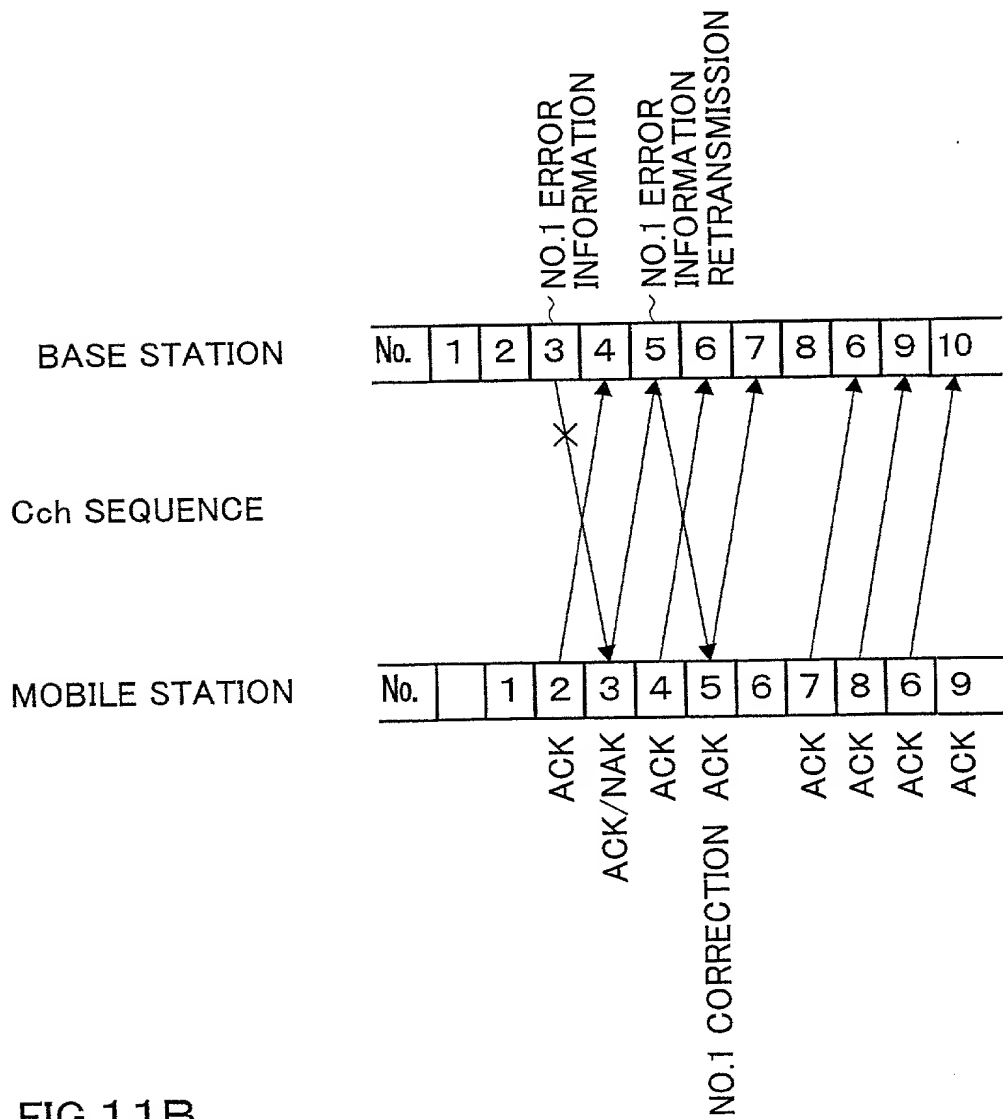 NO.1 ERROR
INFORMATION
NO.1 ERROR
INFORMATION
RETRANSMISSION
BASE STATION
No. 1 2 3 4 5 6 7 8 6 9 10
Cch SEQUENCE
MOBILE STATION
No. 1 2 3 4 5 6 7 8 6 9
ACK
ACK/NAK
ACK
NO.1 CORRECTION ACK
ACK
ACK
ACK
ACK
FIG.11B